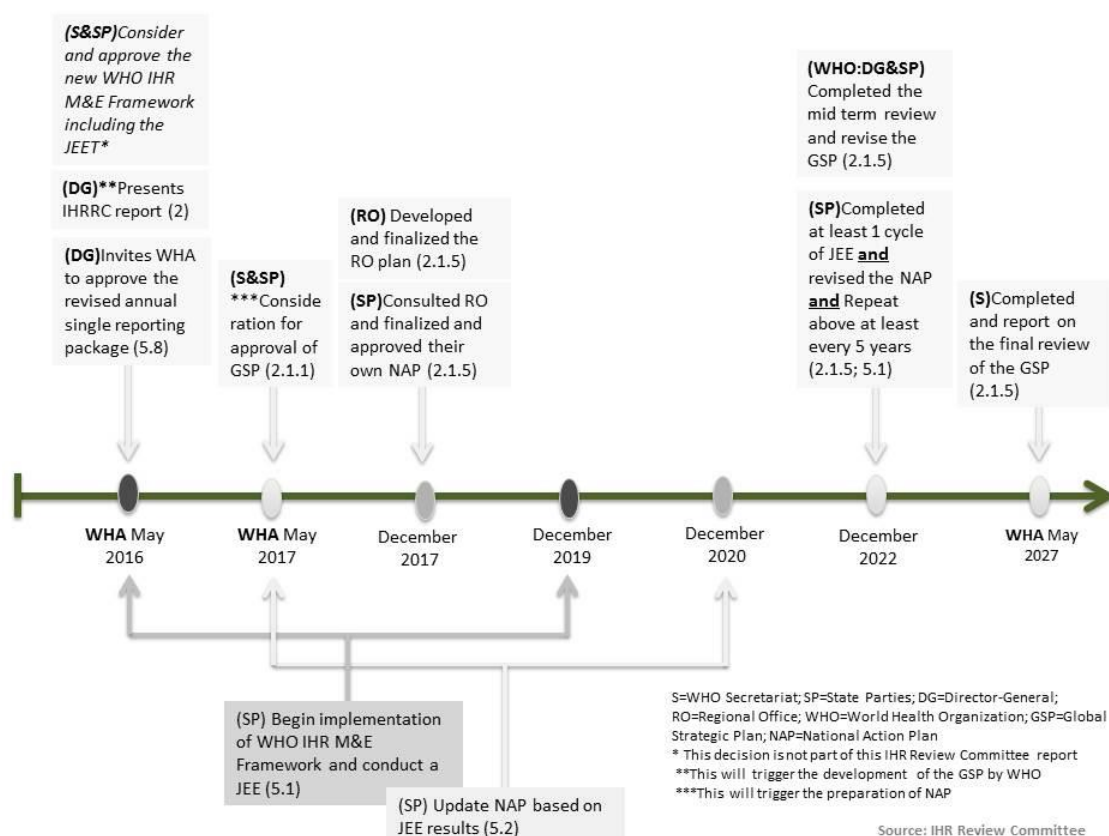 (S&SP)Consider
and approve the
new WHO IHR
M&E Framework
including the
JEET*
(DG)**Presents
IHRRC report (2)
(DG)Invites WHA
to approve the
revised annual
single reporting
package (5.8)
(S&SP)
***Conside
ration for
approval of
GSP (2.1.1)
(RO) Developed
and finalized the
RO plan (2.1.5)
(SP)Consulted RO
and finalized and
approved their
own NAP (2.1.5)
(WHO:DG&SP)
Completed the
mid term review
and revise the
GSP (2.1.5)
(SP)Completed
at least 1 cycle
of JEE and
revised the NAP
and Repeat
above at least
every 5 years
(2.1.5; 5.1)
(S)Completed
and report on
the final review
of the GSP
(2.1.5)
WHA May
2016
WHA May
2017
December
2017
December
2019
December
2020
December
2022
WHA May
2027
(SP) Begin implementation
of WHO IHR M&E
Framework and conduct a
JEE (5.1)
(SP) Update NAP based on
JEE results (5.2)
S=WHO Secretariat; SP=State Parties; DG=Director-General;
RO=Regional Office; WHO=World Health Organization; GSP=Global
Strategic Plan; NAP=National Action Plan
* This decision is not part of this IHR Review Committee report
**This will trigger the development of the GSP by WHO
***This will trigger the preparation of NAP
Source: IHR Review Committee